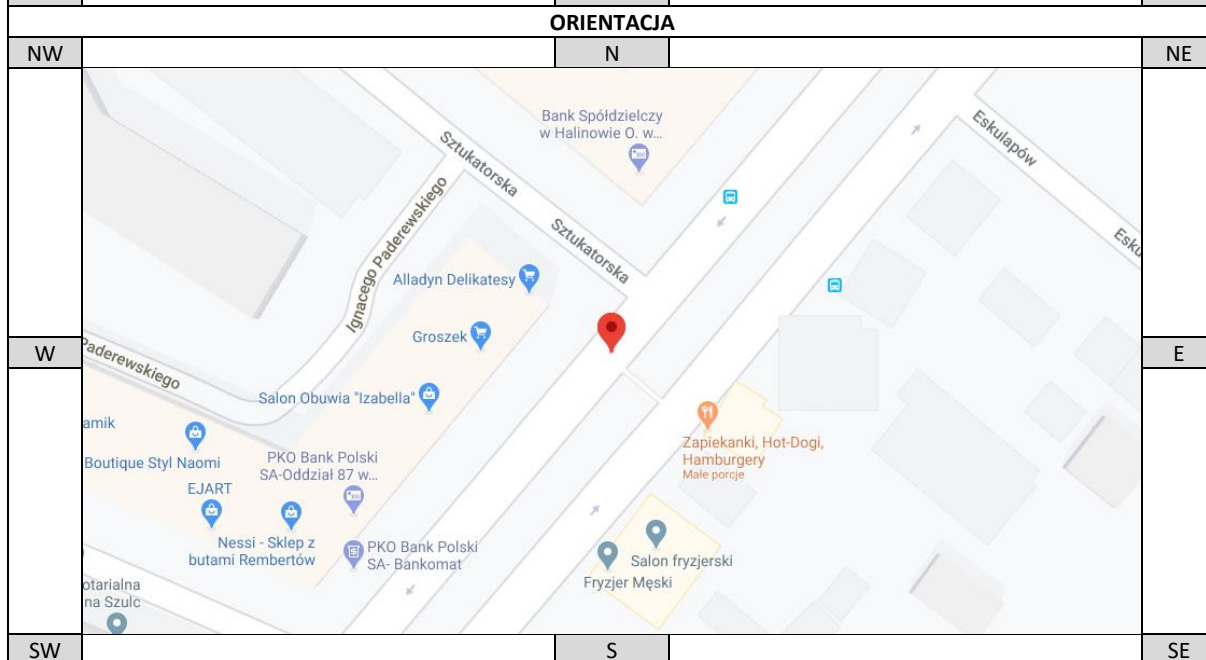 ORIENTACJA
NW
N
NE
Bank Spółdzielczy
w Halinowie O. w...
Sztukatorska
Eskulapów
Ignacego Paderewskiego
Sztukatorska
Esku
Alladyn Delikatesy
Groszek
W
Paderewskiego
E
Salon Obuwia "Izabella"
amik
Boutique Styl Naomi
PKO Bank Polski
SA-Oddział 87 w...
Zapiekanki, Hot-Dogi,
Hamburgery
Małe porcje
EJART
Nessi - Sklep z
butami Rembertów
PKO Bank Polski
SA- Bankomat
Salon fryzjerski
Fryzjer Męski
otarialna
na Szulc
SW
S
SE